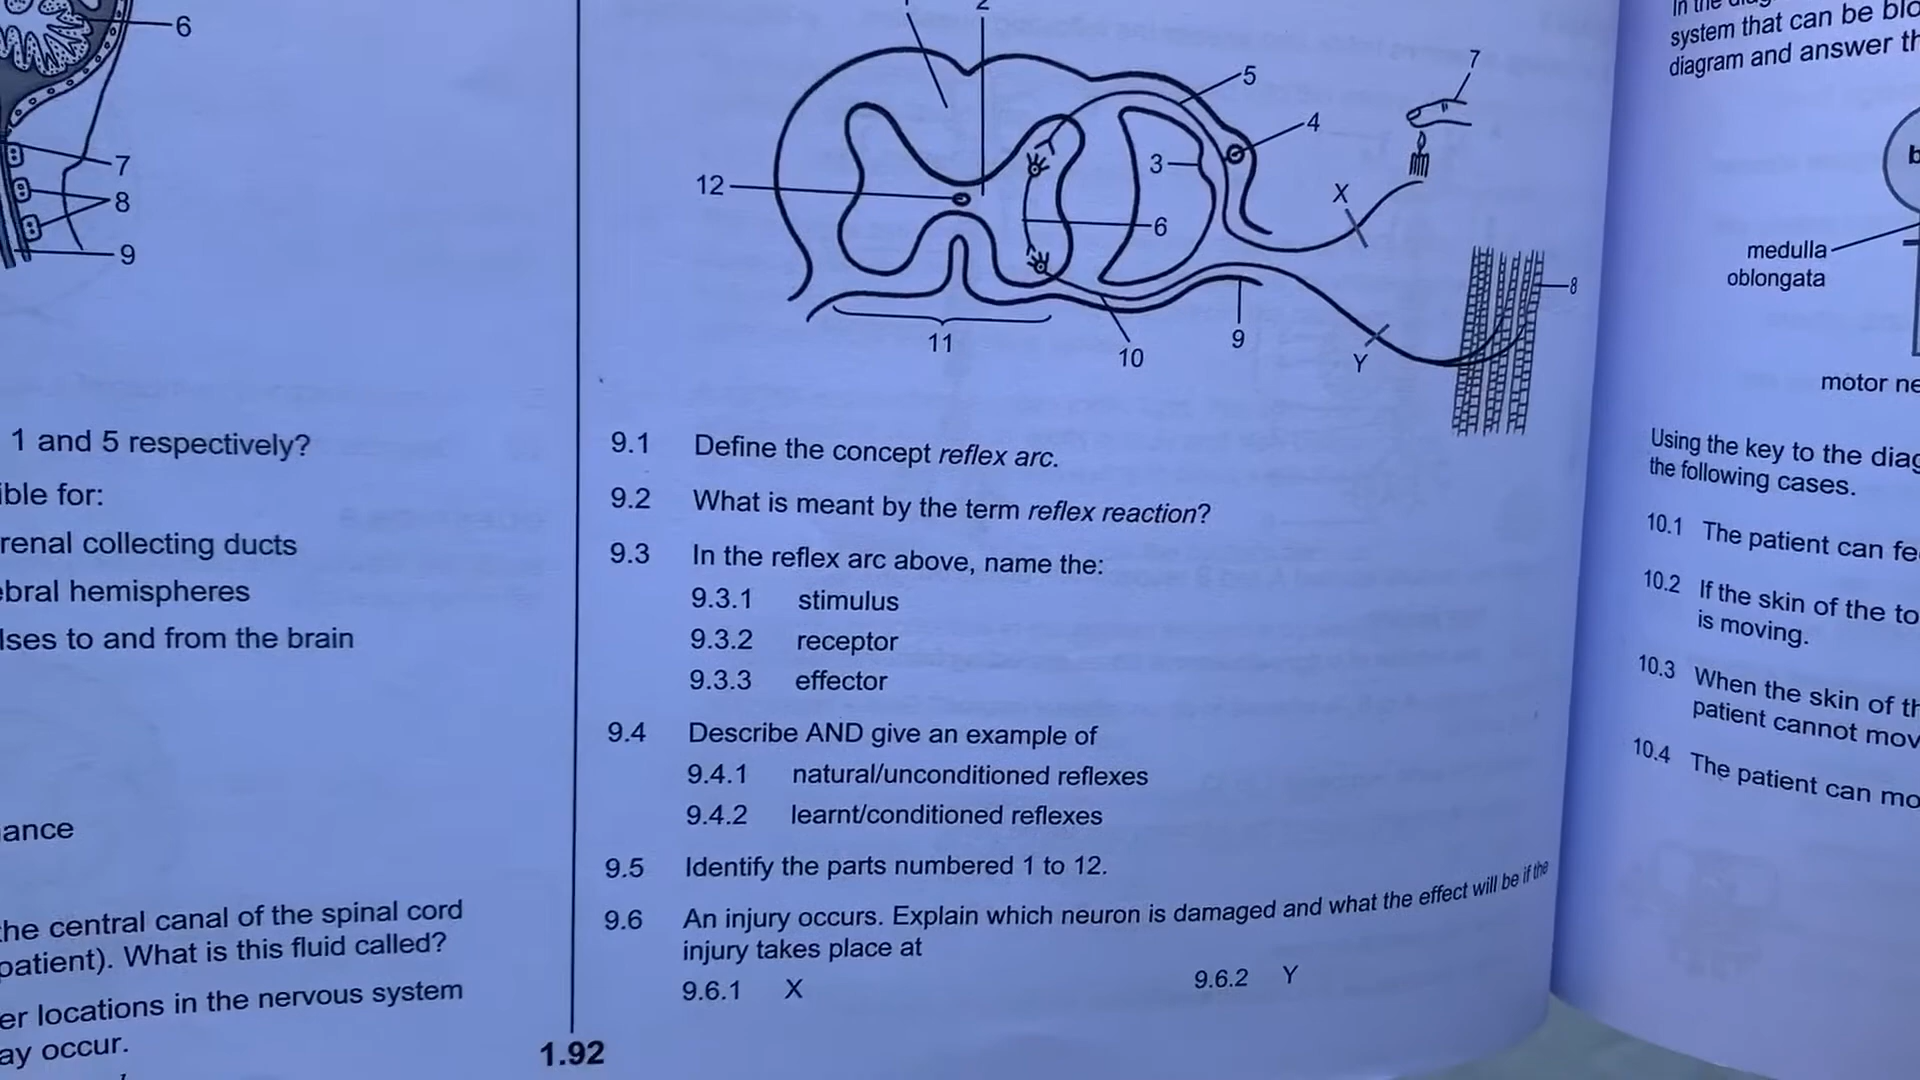 6
7
8
9
1 and 5 respectively?
ible for:
renal collecting ducts
ebral hemispheres
lses to and from the brain
ance
the central canal of the spinal cord
patient). What is this fluid called?
er locations in the nervous system
ay occur.
2
5
7
4
3
X
12
6
8
11
10
9
Y
9.1 Define the concept reflex arc.
9.2 What is meant by the term reflex reaction?
9.3 In the reflex arc above, name the:
9.3.1 stimulus
9.3.2 receptor
9.3.3 effector
9.4 Describe AND give an example of
9.4.1 natural/unconditioned reflexes
9.4.2 learnt/conditioned reflexes
9.5 Identify the parts numbered 1 to 12.
9.6 An injury occurs. Explain which neuron is damaged and what the effect will be if the
injury takes place at
9.6.1 X 9.6.2 Y
1.92
In the
system that can be blo
diagram and answer th
b
medulla
oblongata
motor ne
Using the key to the diag
the following cases.
10.1 The patient can fe
10.2 If the skin of the to
is moving.
10.3 When the skin of th
patient cannot mov
10.4 The patient can mo